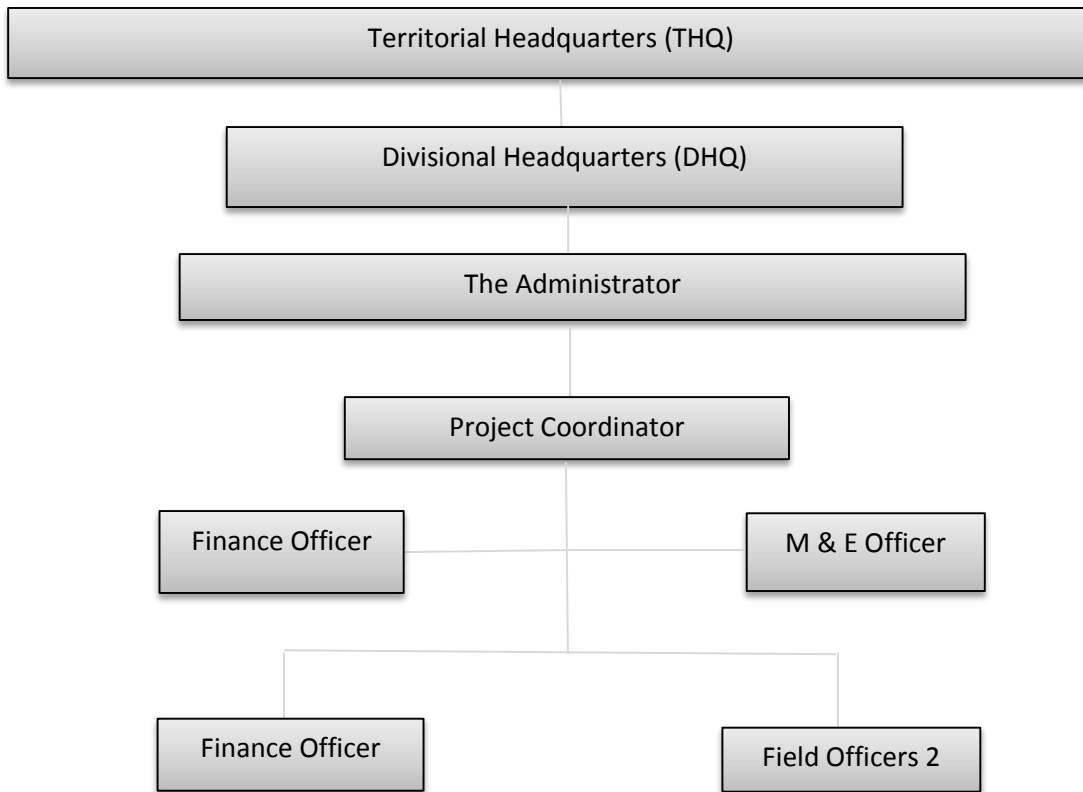 Territorial Headquarters (THQ)
Divisional Headquarters (DHQ)
The Administrator
Project Coordinator
Finance Officer
M & E Officer
Finance Officer
Field Officers 2